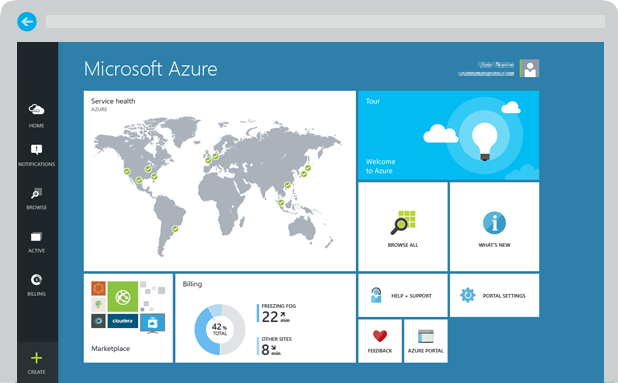 Microsoft Azure
HOME
NOTIFICATIONS
BROWSE
ACTIVE
BILLING
CREATE
Service health
AZURE
Tour
Welcome
to Azure
BROWSE ALL
WHAT'S NEW
cloudera
Marketplace
Billing
42%
TOTAL
FREEZING FOG
22 min
OTHER SITES
8 min
HELP + SUPPORT
PORTAL SETTINGS
FEEDBACK
AZURE PORTAL